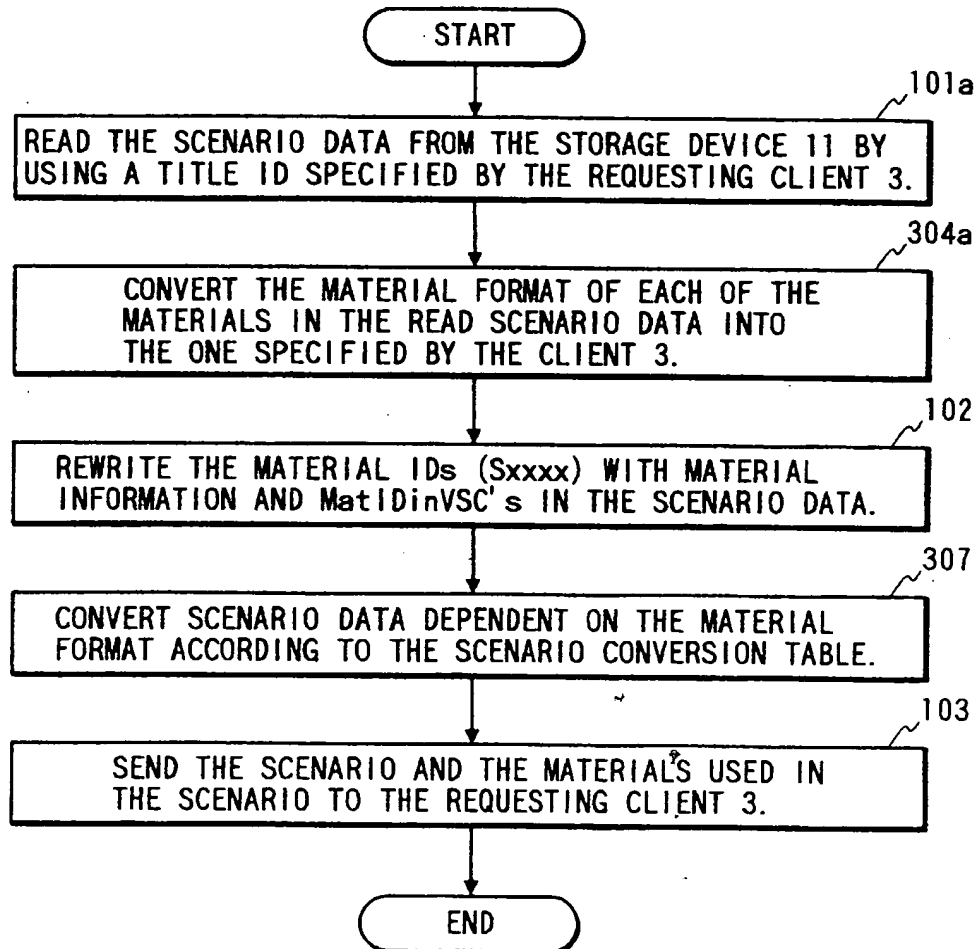 START
101a
READ THE SCENARIO DATA FROM THE STORAGE DEVICE 11 BY
USING A TITLE ID SPECIFIED BY THE REQUESTING CLIENT 3.
304a
CONVERT THE MATERIAL FORMAT OF EACH OF THE
MATERIALS IN THE READ SCENARIO DATA INTO
THE ONE SPECIFIED BY THE CLIENT 3.
102
REWRITE THE MATERIAL IDs (Sxxxx) WITH MATERIAL
INFORMATION AND MatIDinVSC's IN THE SCENARIO DATA.
307
CONVERT SCENARIO DATA DEPENDENT ON THE MATERIAL
FORMAT ACCORDING TO THE SCENARIO CONVERSION TABLE.
103
SEND THE SCENARIO AND THE MATERIALS USED IN
THE SCENARIO TO THE REQUESTING CLIENT 3.
END